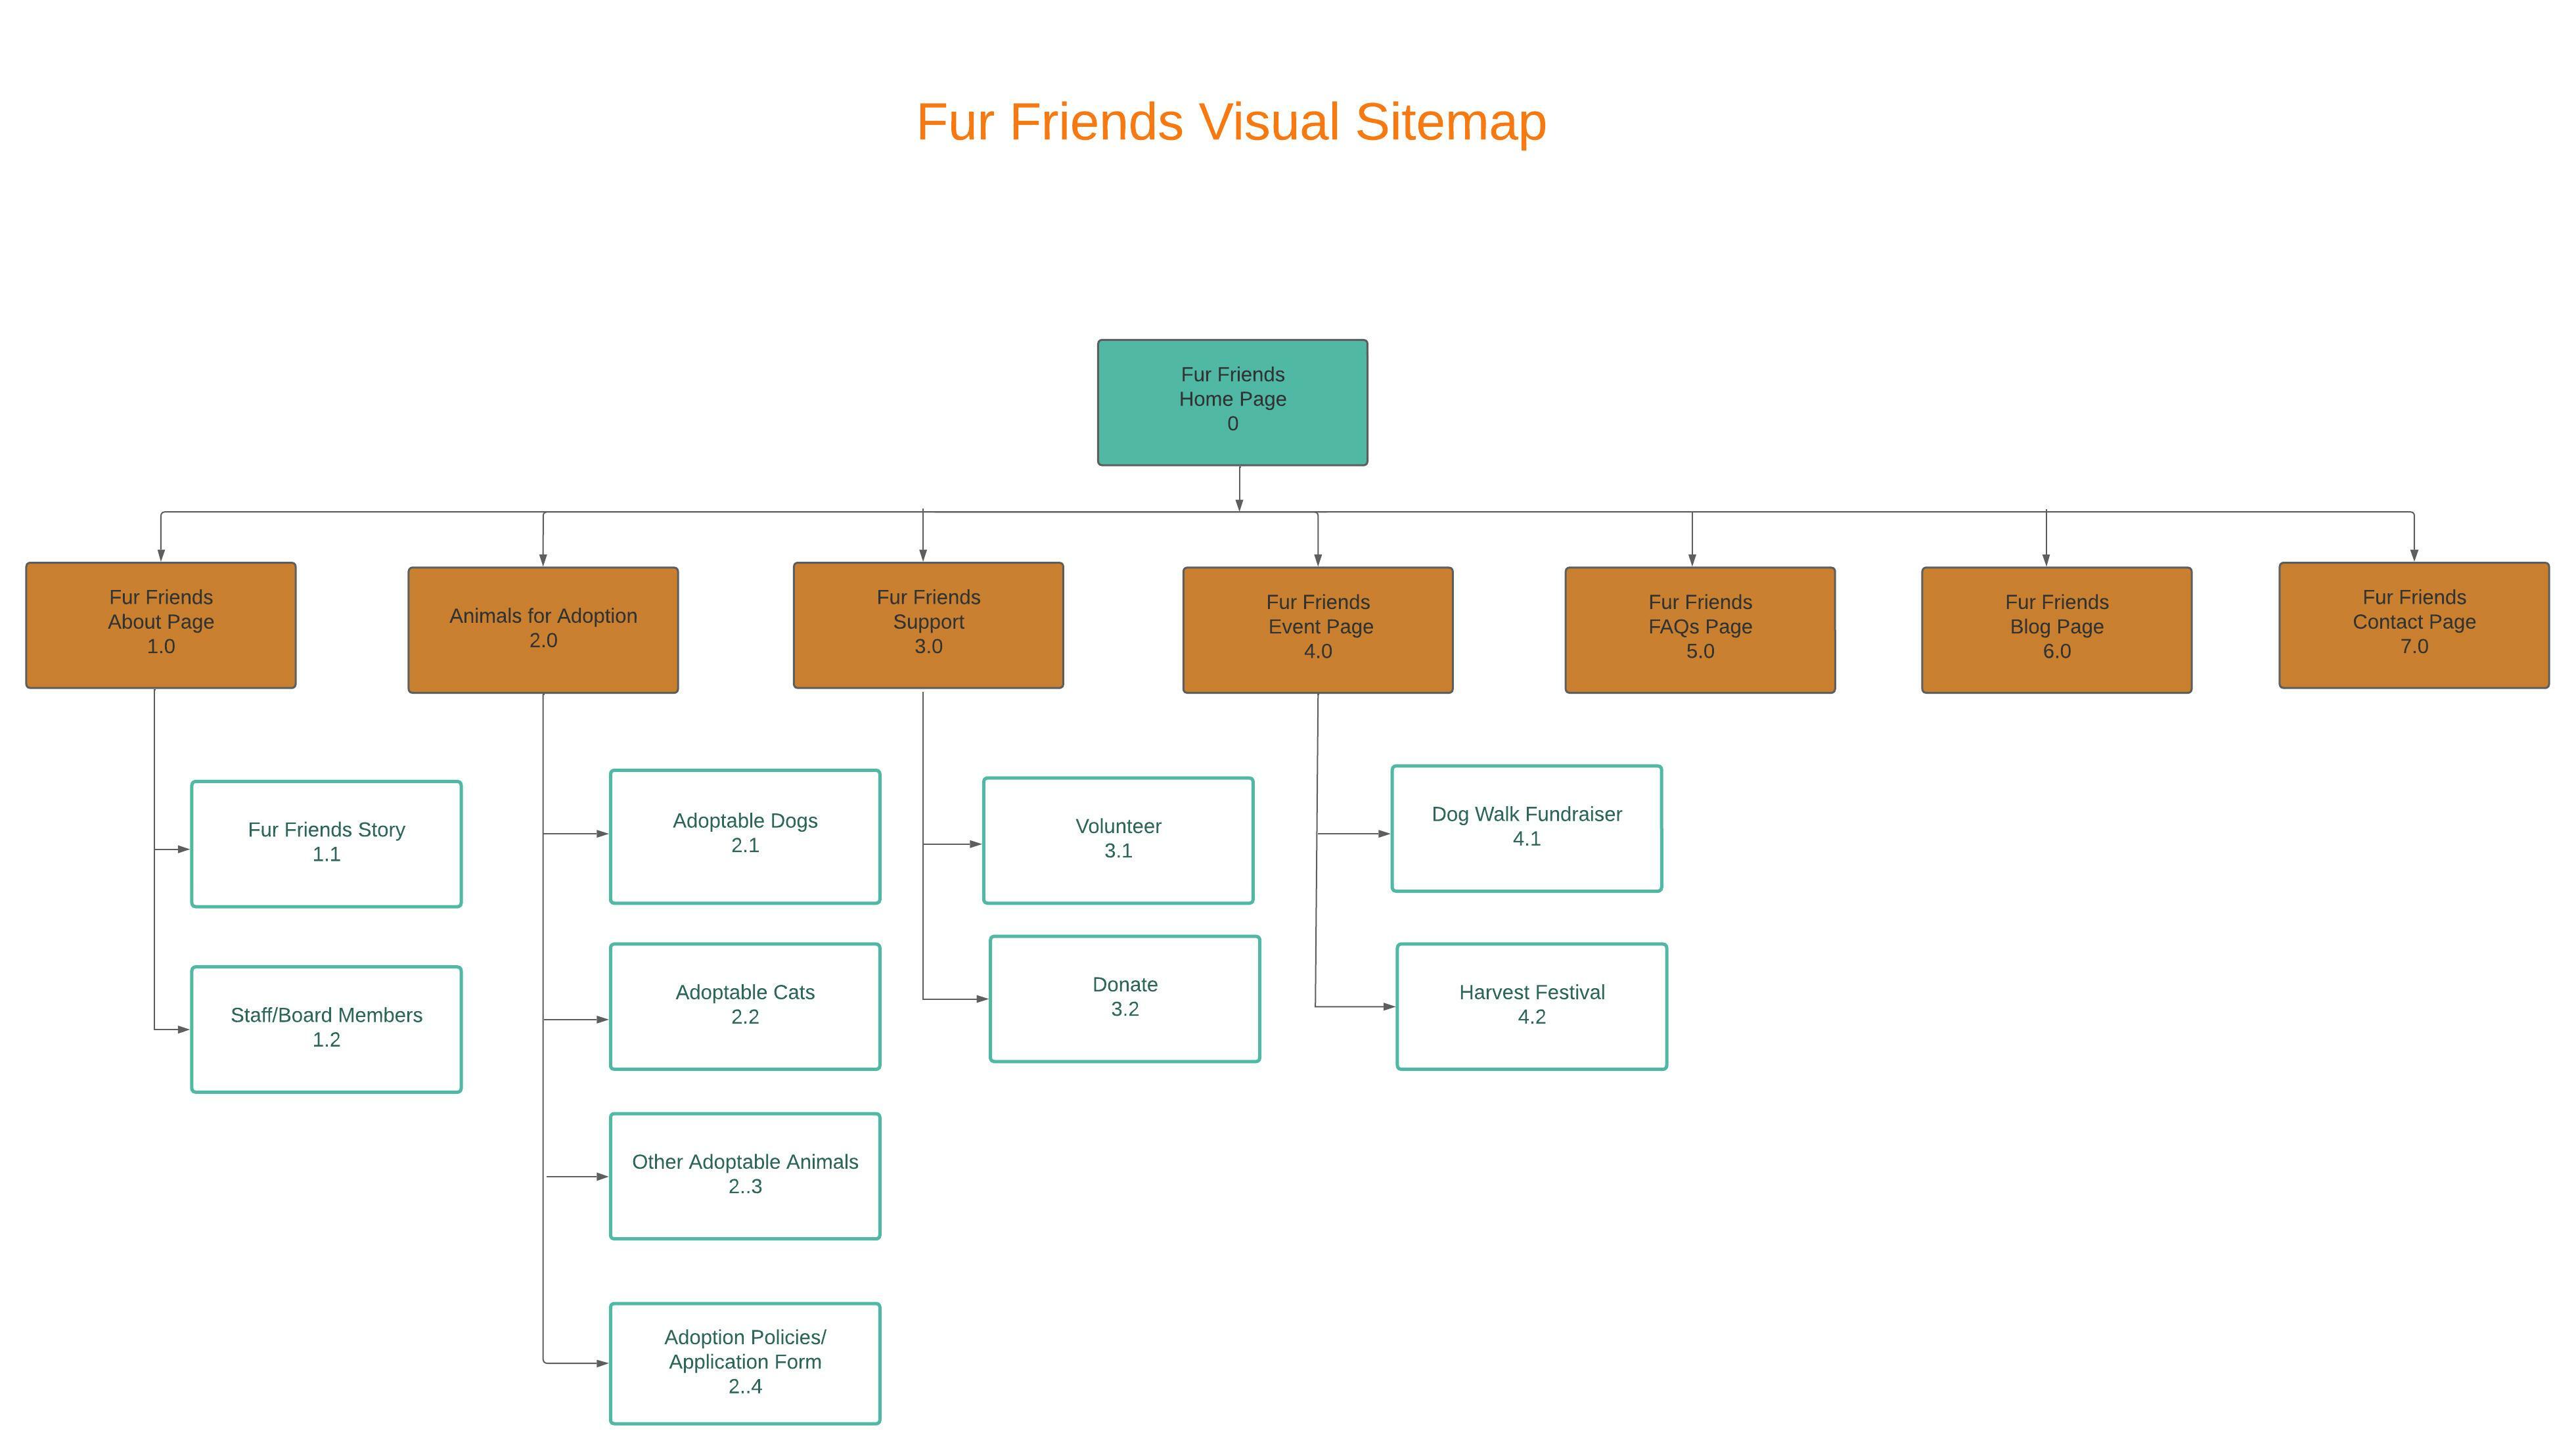 Fur Friends Visual Sitemap
Fur Friends
Home Page
0
Fur Friends
About Page
1.0
Animals for Adoption
2.0
Fur Friends
Support
3.0
Fur Friends
Event Page
4.0
Fur Friends
FAQs Page
5.0
Fur Friends
Blog Page
6.0
Fur Friends
Contact Page
7.0
Fur Friends Story
1.1
Staff/Board Members
1.2
Adoptable Dogs
2.1
Adoptable Cats
2.2
Other Adoptable Animals
2..3
Adoption Policies/
Application Form
2..4
Volunteer
3.1
Donate
3.2
Dog Walk Fundraiser
4.1
Harvest Festival
4.2